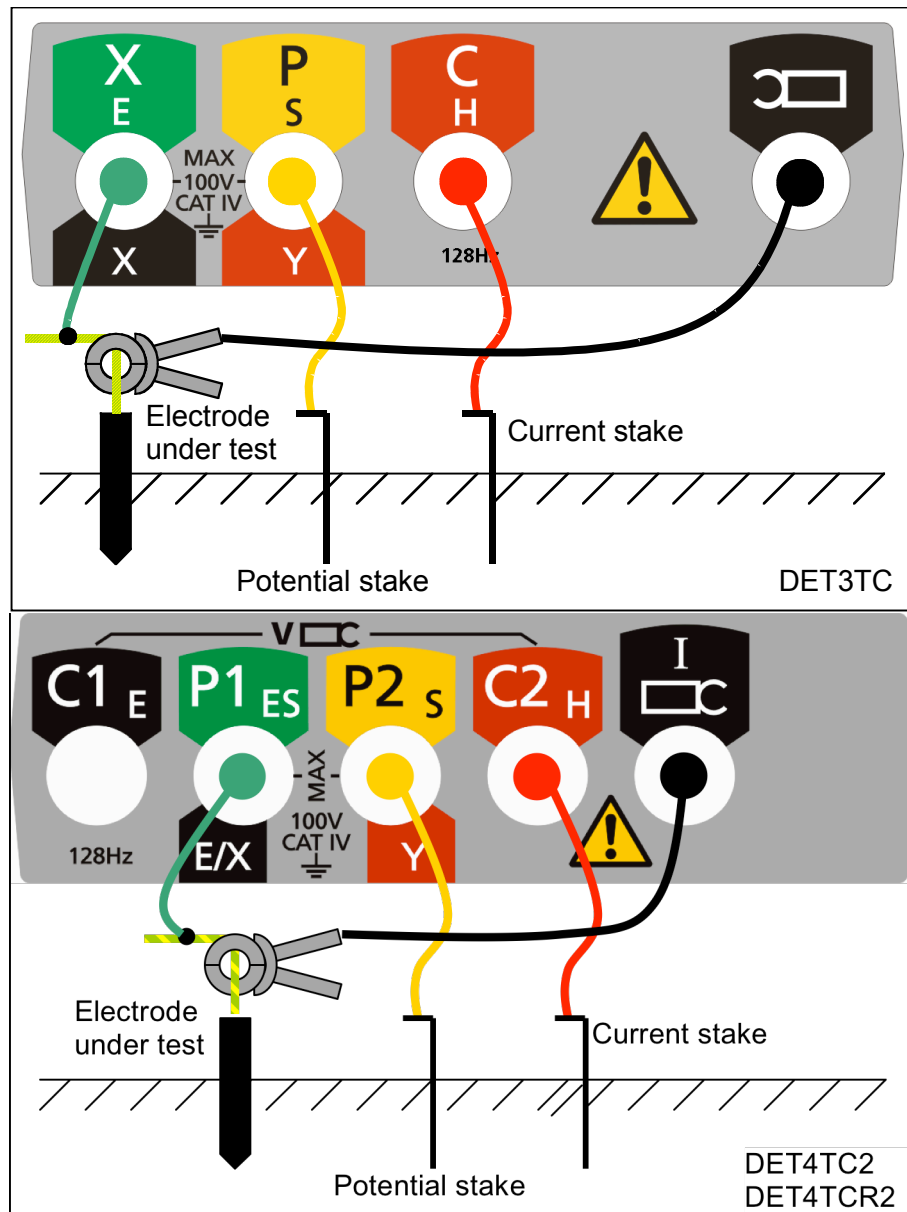 X
E
P
S
C
H
MAX
100V
CAT IV
X
Y
128Hz
Electrode
under test
Current stake
Potential stake
DET3TC
V C
C1 E
P1 ES
P2 S
C2 H
I
C
MAX
100V
CAT IV
128Hz
E/X
Y
Electrode
under test
Current stake
Potential stake
DET4TC2
DET4TCR2